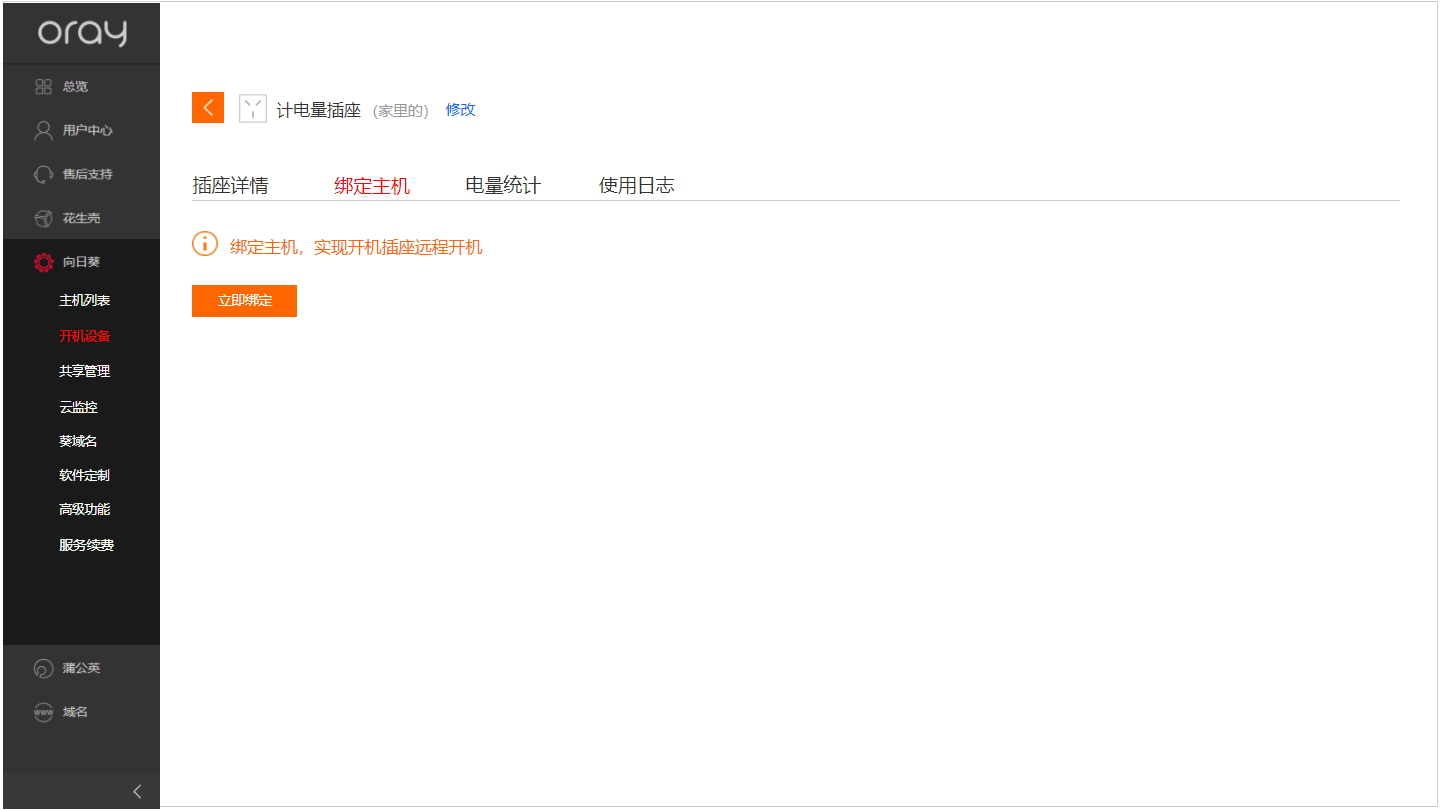 oray
总览
用户中心
售后支持
花生壳
向日葵
主机列表
开机设备
共享管理
云监控
葵域名
软件定制
高级功能
服务续费
蒲公英
www 域名
计电量插座 (家里的) 修改
插座详情 绑定主机 电量统计 使用日志
绑定主机，实现开机插座远程开机
立即绑定